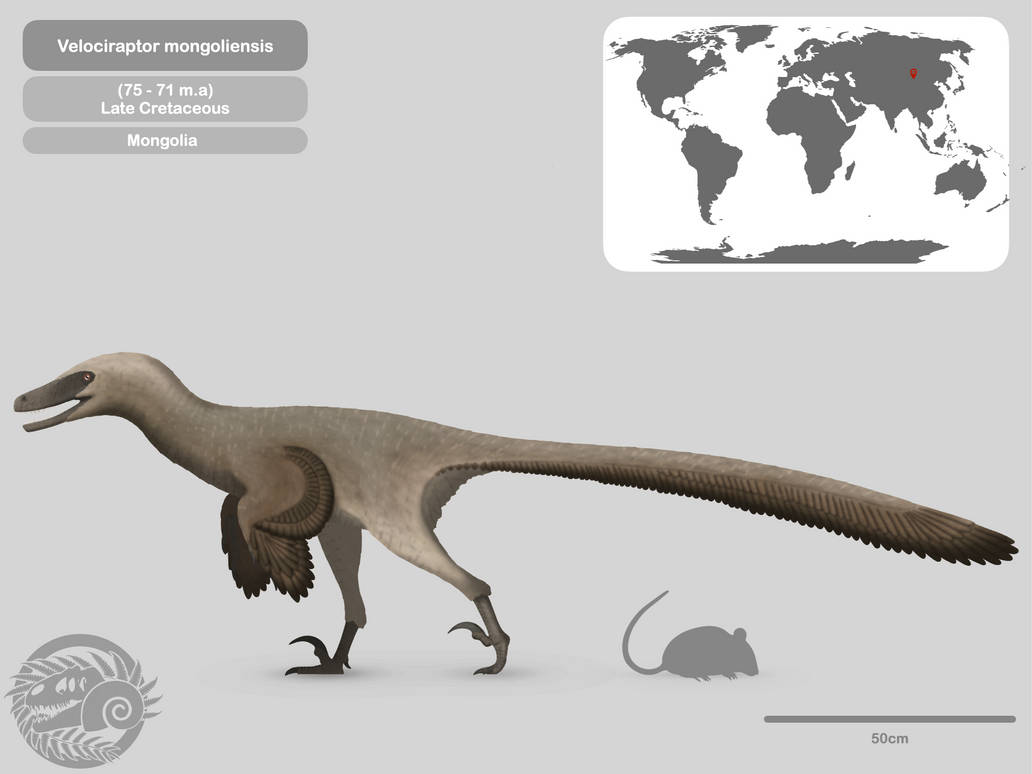 Velociraptor mongoliensis
(75 - 71 m.a)
Late Cretaceous
Mongolia
50cm